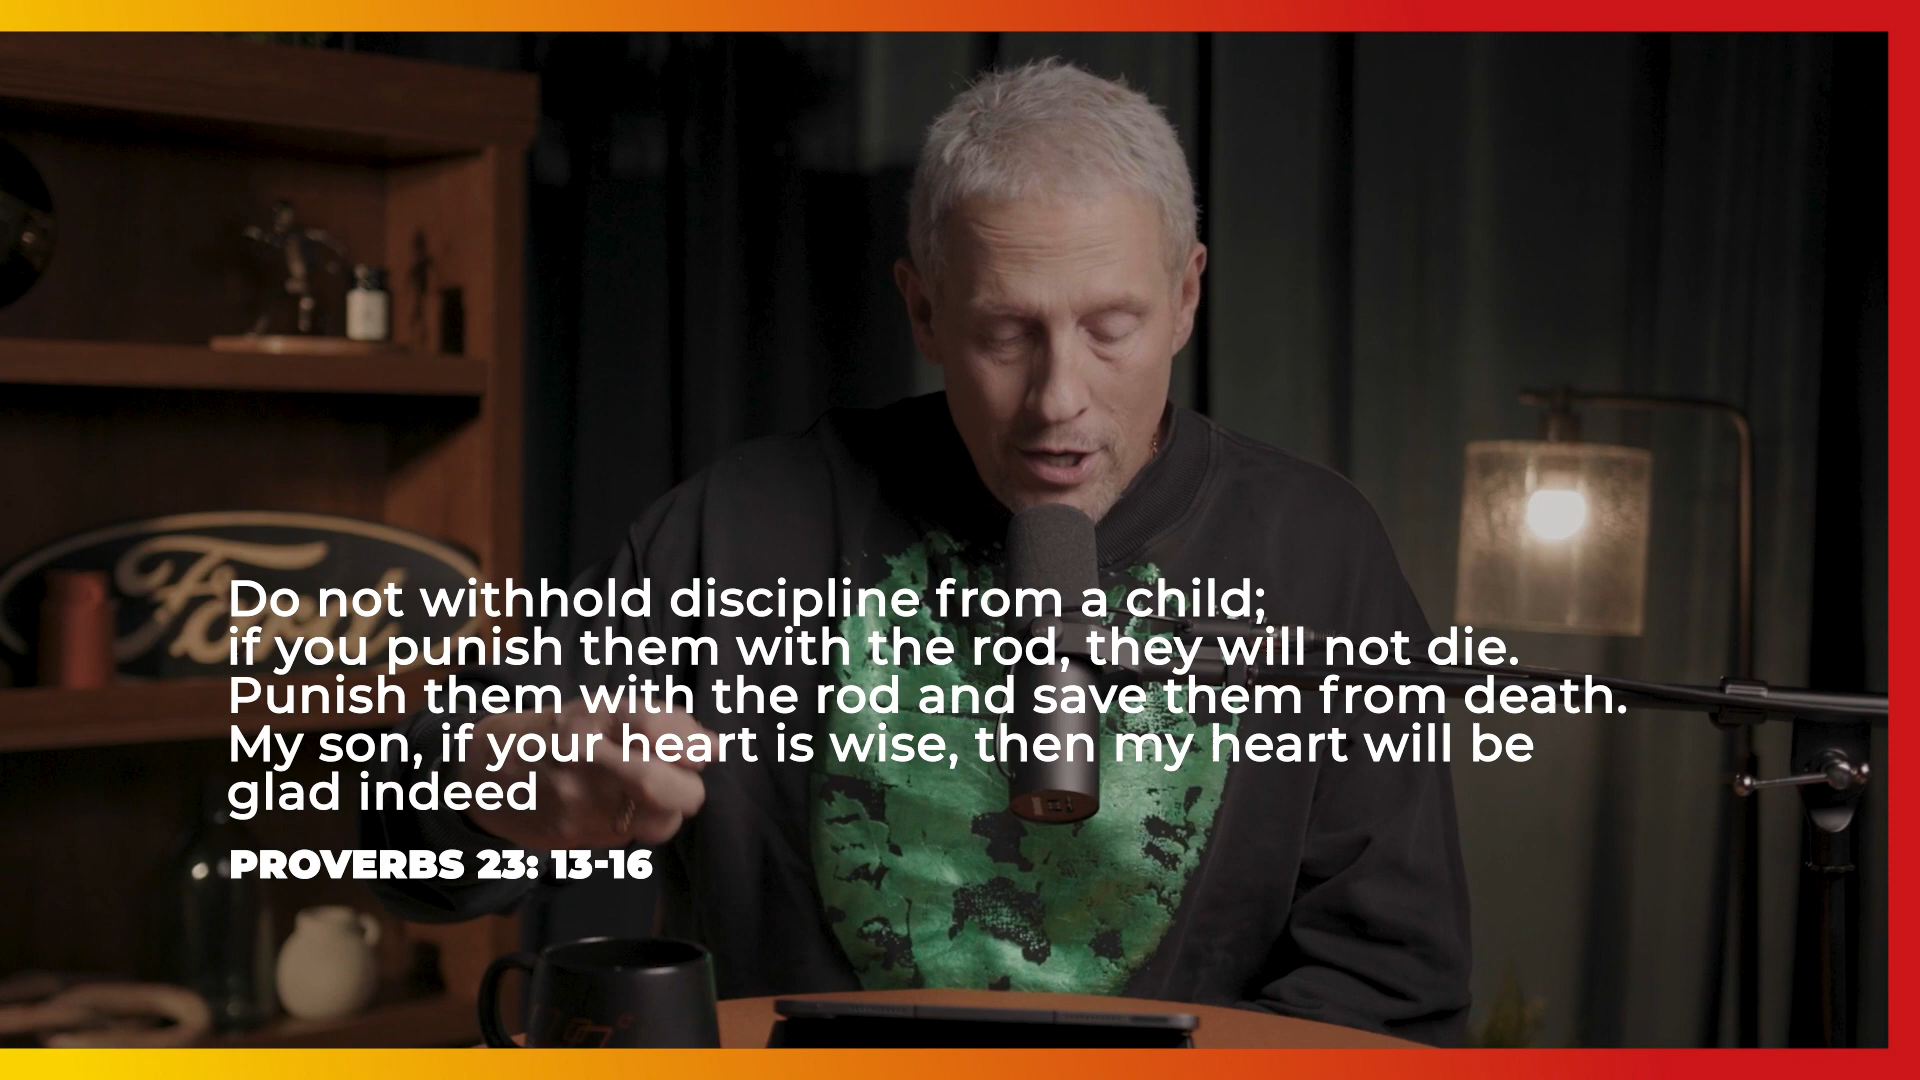 Ford
Do not withhold discipline from a child;
if you punish them with the rod, they will not die.
Punish them with the rod and save them from death.
My son, if your heart is wise, then my heart will be
glad indeed
PROVERBS 23: 13-16